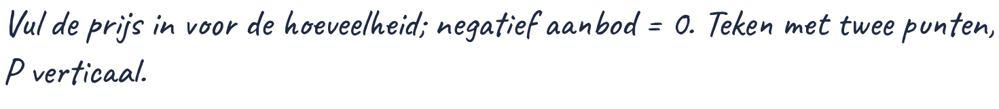 Vul de prijs in voor de hoeveelheid; negatief aanbod = 0. Teken met twee punten,
P verticaal.